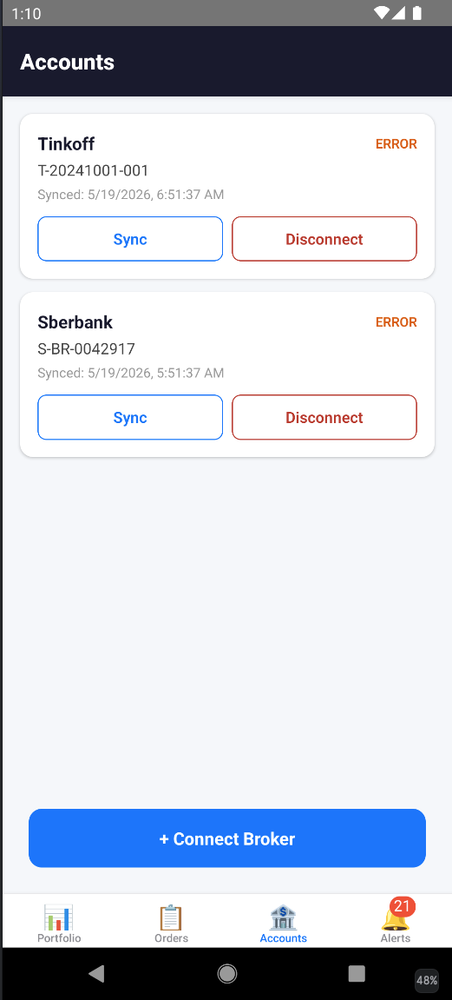 1:10
Accounts
Tinkoff
ERROR
T-20241001-001
Synced: 5/19/2026, 6:51:37 AM
Sync
Disconnect
Sberbank
ERROR
S-BR-0042917
Synced: 5/19/2026, 5:51:37 AM
Sync
Disconnect
+ Connect Broker
21
Portfolio
Orders
Accounts
Alerts
48%